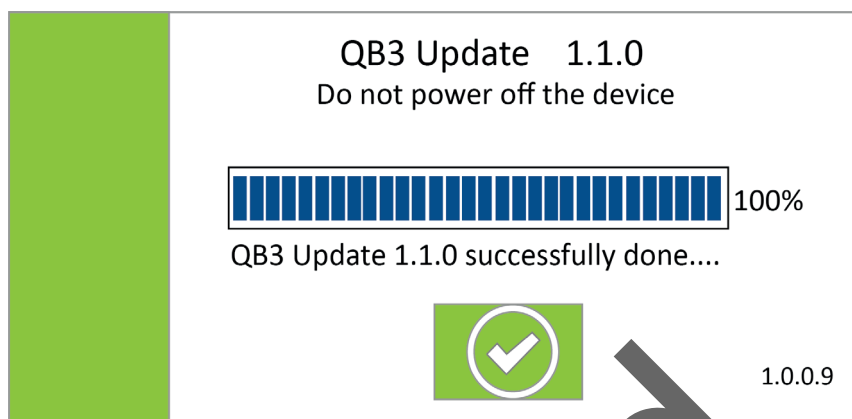 QB3 Update 1.1.0
Do not power off the device
100%
QB3 Update 1.1.0 successfully done....
1.0.0.9